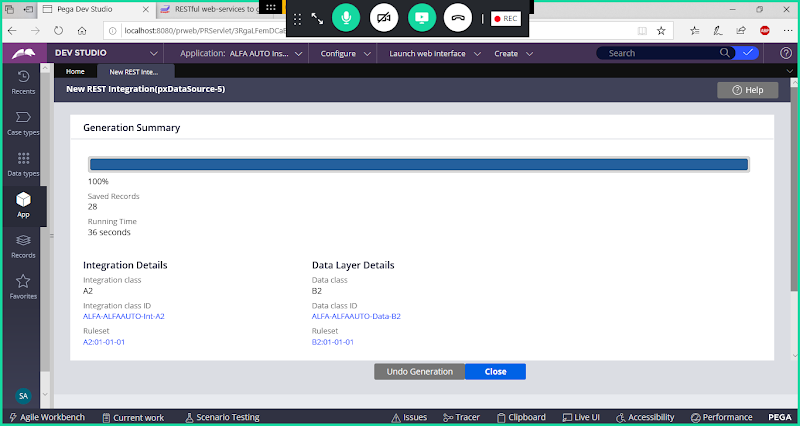 Pega Dev Studio
RESTful web-services to c
REC
localhost:8080/prweb/PRServlet/3RgaLFemDCaE
ABP
DEV STUDIO
Application: ALFA AUTO Ins...
Configure
Launch web interface
Create
Search
Home
New REST Inte...
New REST Integration(pxDataSource-5)
Help
Recents
Case types
Data types
App
Records
Favorites
SA
Generation Summary
100%
Saved Records
28
Running Time
36 seconds
Integration Details
Data Layer Details
Integration class
Data class
A2
B2
Integration class ID
Data class ID
ALFA-ALFAAUTO-Int-A2
ALFA-ALFAAUTO-Data-B2
Ruleset
Ruleset
A2:01-01-01
B2:01-01-01
Undo Generation
Close
Agile Workbench
Current work
Scenario Testing
Issues
Tracer
Clipboard
Live UI
Accessibility
Performance
PEGA